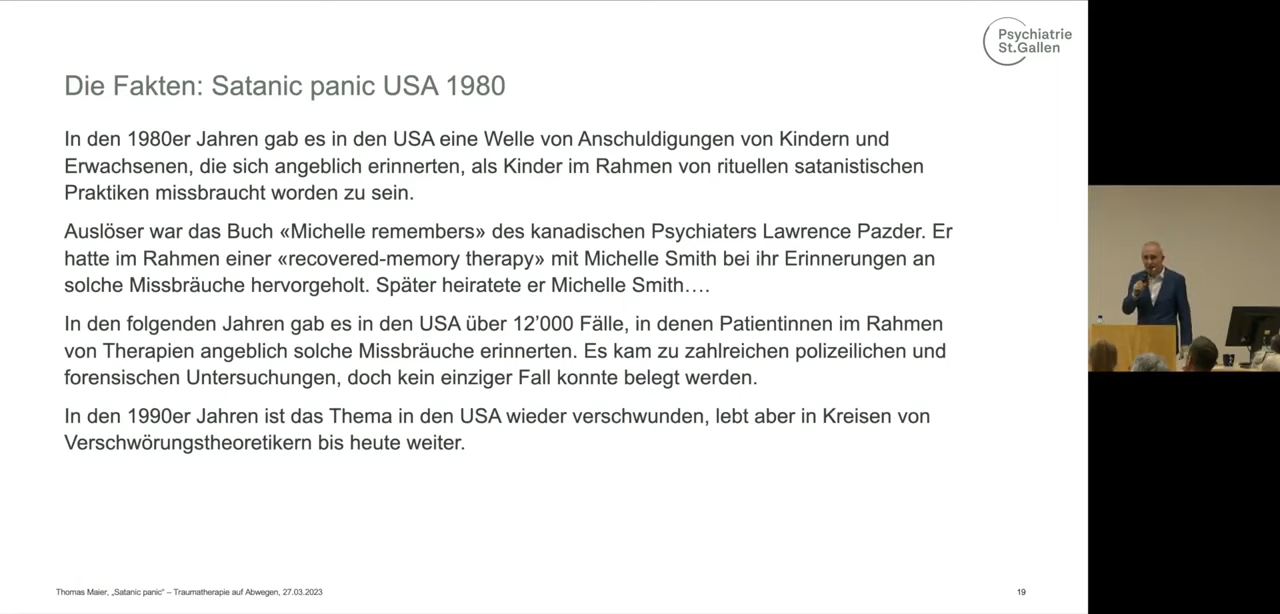 Psychiatrie
St.Gallen
Die Fakten: Satanic panic USA 1980
In den 1980er Jahren gab es in den USA eine Welle von Anschuldigungen von Kindern und
Erwachsenen, die sich angeblich erinnerten, als Kinder im Rahmen von rituellen satanistischen
Praktiken missbraucht worden zu sein.
Auslöser war das Buch «Michelle remembers» des kanadischen Psychiaters Lawrence Pazder. Er
hatte im Rahmen einer «recovered-memory therapy» mit Michelle Smith bei ihr Erinnerungen an
solche Missbräuche hervorgeholt. Später heiratete er Michelle Smith….
In den folgenden Jahren gab es in den USA über 12’000 Fälle, in denen Patientinnen im Rahmen
von Therapien angeblich solche Missbräuche erinnerten. Es kam zu zahlreichen polizeilichen und
forensischen Untersuchungen, doch kein einziger Fall konnte belegt werden.
In den 1990er Jahren ist das Thema in den USA wieder verschwunden, lebt aber in Kreisen von
Verschwörungstheoretikern bis heute weiter.
Thomas Maier, „Satanic panic“ – Traumatherapie auf Abwegen, 27.03.2023
19